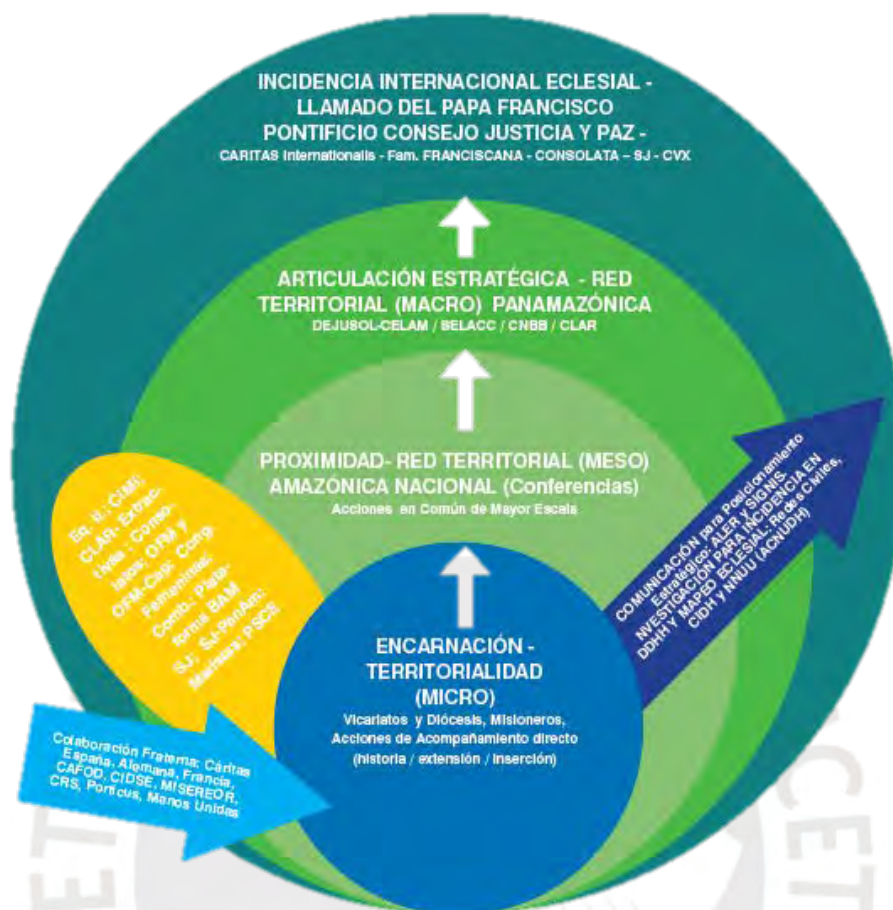 INCIDENCIA INTERNACIONAL ECLESIAL -
LLAMADO DEL PAPA FRANCISCO
PONTIFICIO CONSEJO JUSTICIA Y PAZ -
CARITAS Internationalis - Fam. FRANCISCANA - CONSOLATA – SJ - CVX
ARTICULACIÓN ESTRATÉGICA - RED
TERRITORIAL (MACRO) PANAMAZÓNICA
DEJUSOL-CELAM / SELACC / CNBB / CLAR
PROXIMIDAD- RED TERRITORIAL (MESO)
AMAZÓNICA NACIONAL (Conferencias)
Acciones en Común de Mayor Escala
Eq. It.; CIMI;
CLAR- Extrac-
tivita ; Conso-
latos; OFM y
OFM-Cap; Cong.
Femeninas;
Comb.; Plata-
forma BAM
SJ; SJ-PanAm;
Maristas; PSCS
COMUNICACIÓN para Posicionamiento
Estratégico: ALER y SIGNIS.
NVESTIGACIÓN PARA INCIDENCIA EN
DDHH Y MAPEO ECLESIAL: Redes Civiles,
CIDH y NNUU (ACNUDH)
ENCARNACIÓN -
TERRITORIALIDAD
(MICRO)
Vicariatos y Diócesis, Misioneros,
Acciones de Acompañamiento directo
(historia / extensión / inserción)
Colaboración Fraterna: Cáritas
España, Alemana, Francia,
CAFOD, CIDSE, MISEREOR,
CRS, Porticus, Manos Unidas